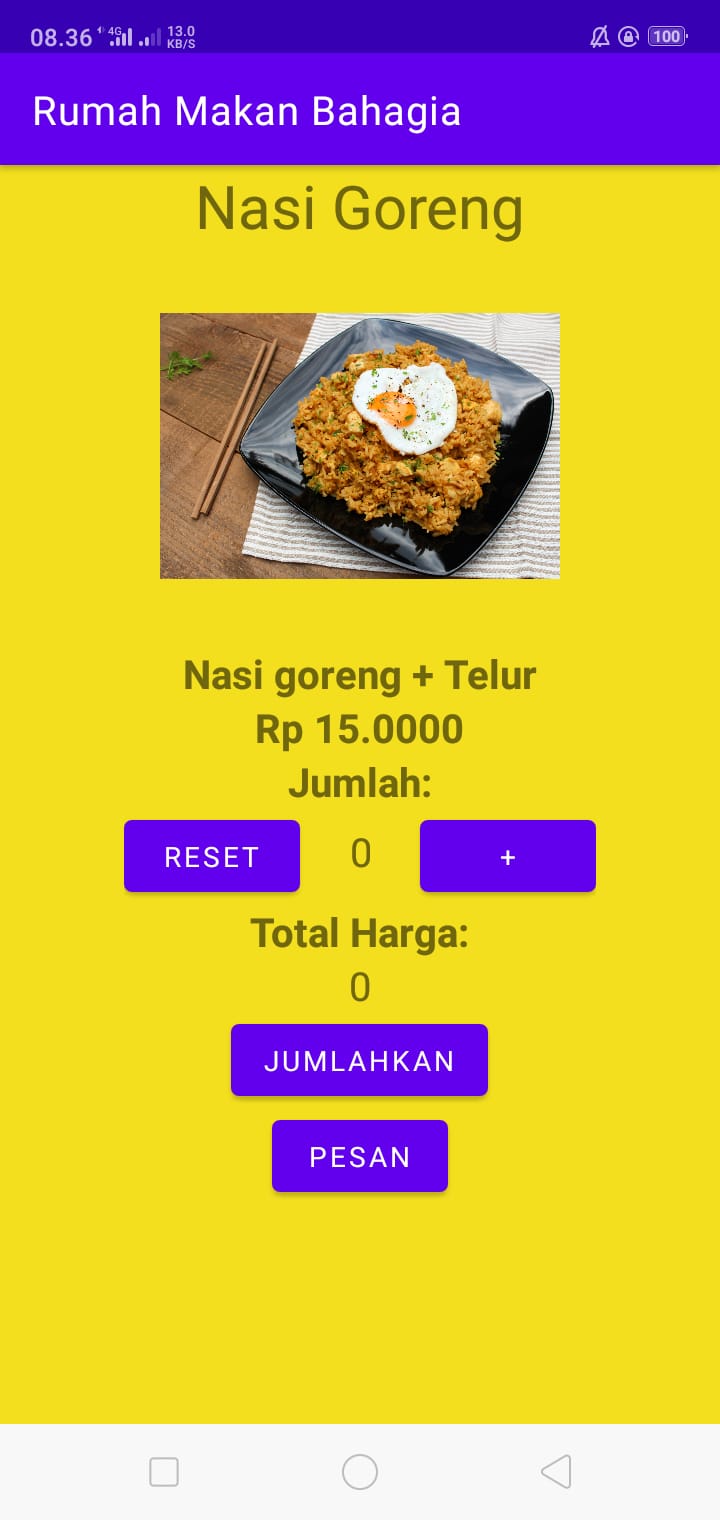 08.36 4G 13.0 KB/S 100
Rumah Makan Bahagia
Nasi Goreng
Nasi goreng + Telur
Rp 15.0000
Jumlah:
RESET 0 +
Total Harga:
0
JUMLAHKAN
PESAN